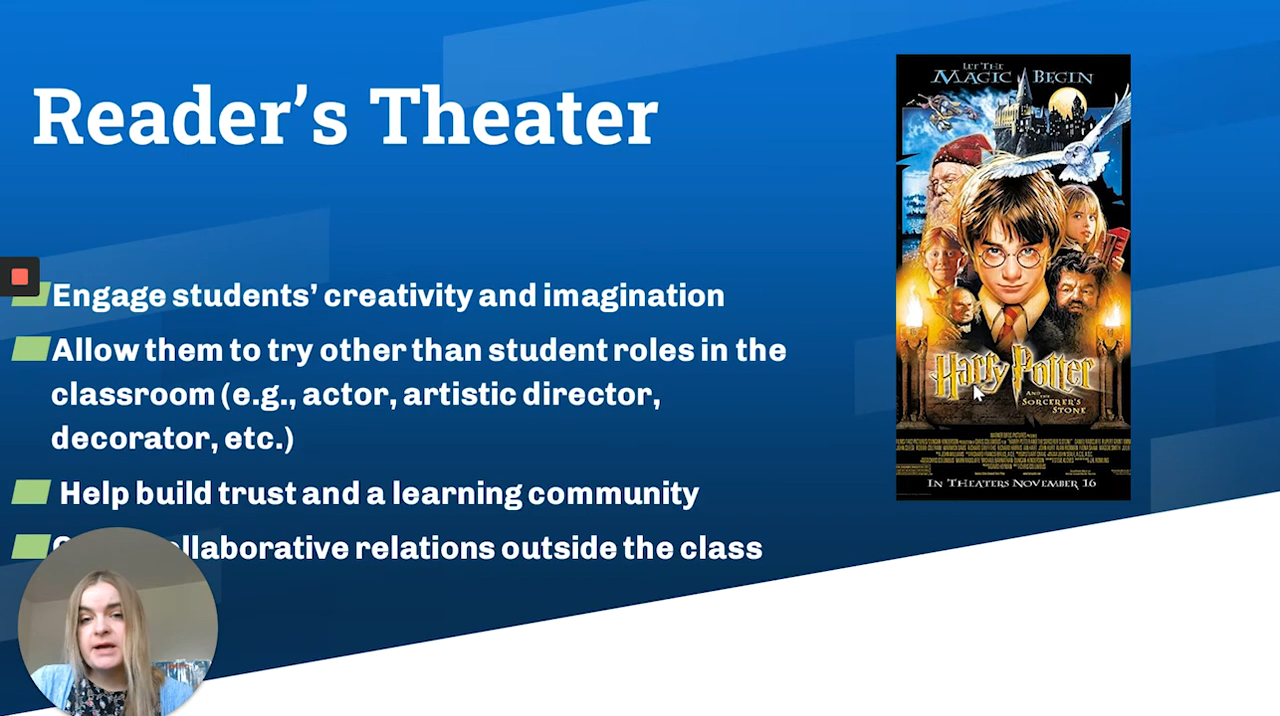 Reader’s Theater
Engage students’ creativity and imagination
Allow them to try other than student roles in the
classroom (e.g., actor, artistic director,
decorator, etc.)
Help build trust and a learning community
relations outside the class
LET THE
MAGIC BEGIN
Harry Potter
AND THE
SORCERER'S
STONE
IN THEATERS NOVEMBER 16